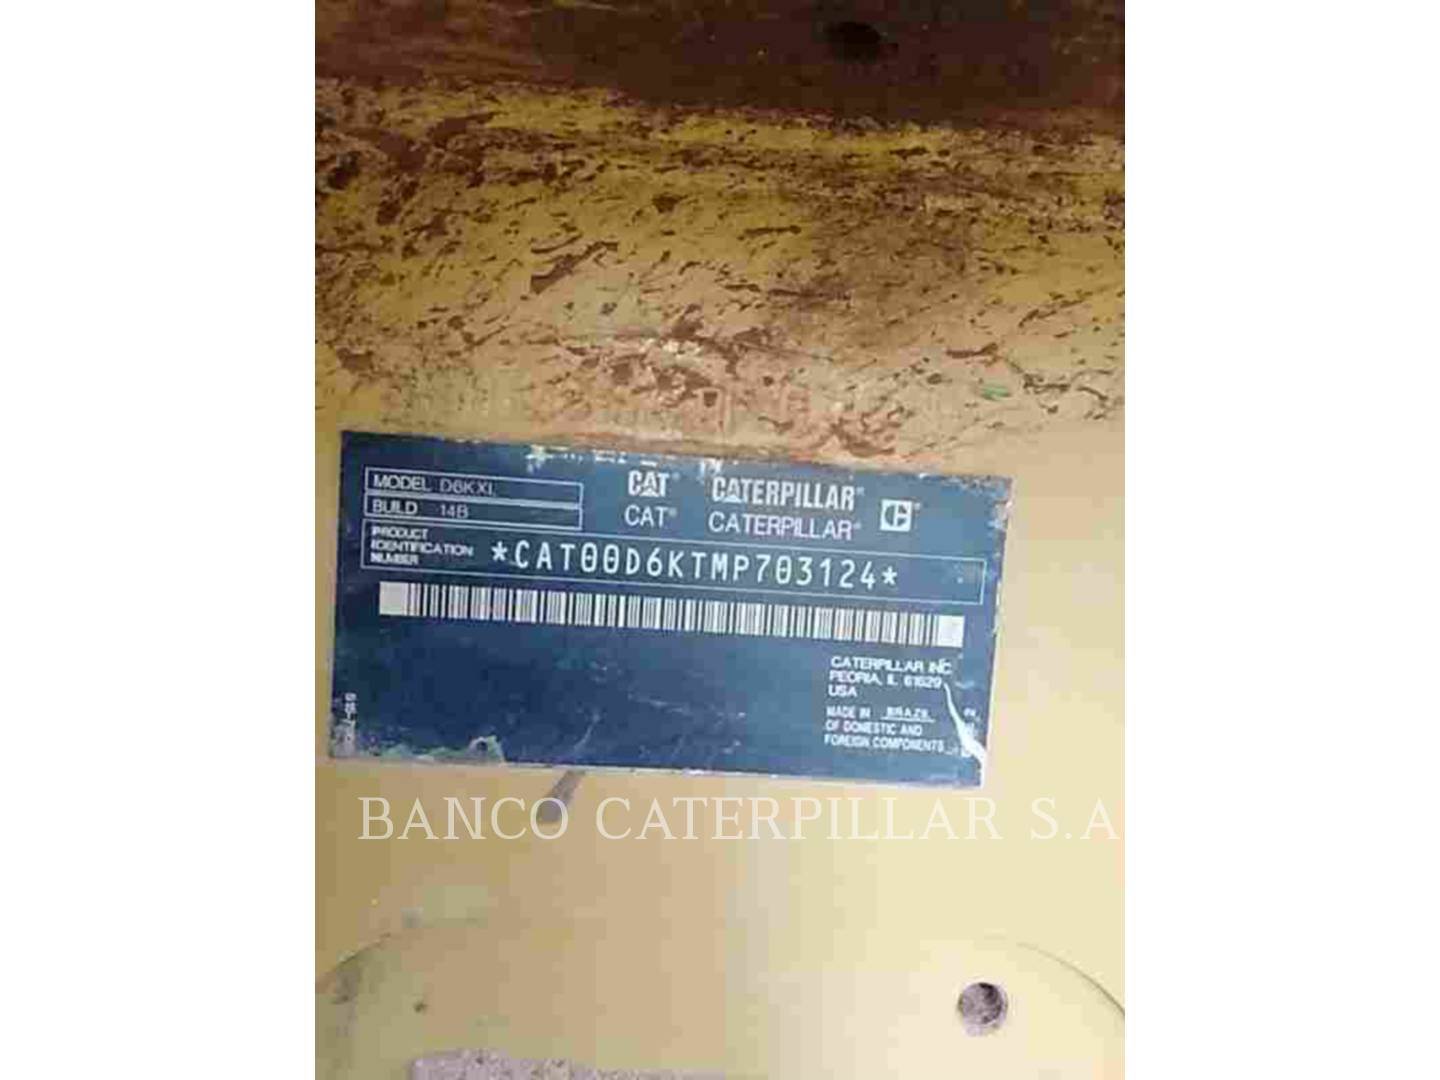 MODEL D6KXL
BUILD 14B
CAT® CATERPILLAR®
CAT® CATERPILLAR®
PRODUCT
IDENTIFICATION
NUMBER
*CAT00D6KTMP703124*
CATERPILLAR INC
PEORIA, IL 61629
USA
MADE IN BRAZIL
OF DOMESTIC AND
FOREIGN COMPONENTS
BANCO CATERPILLAR S.A